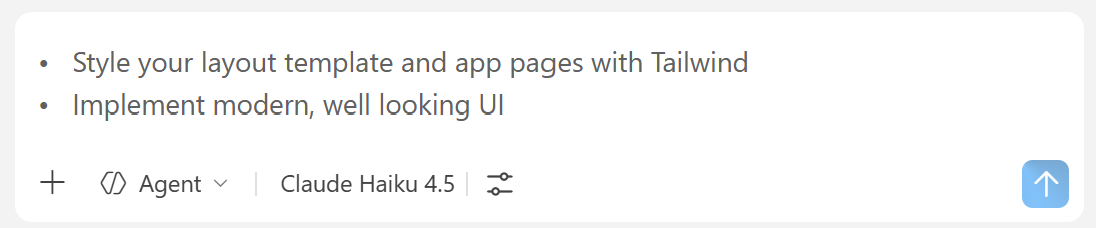 • Style your layout template and app pages with Tailwind
• Implement modern, well looking UI
Agent Claude Haiku 4.5